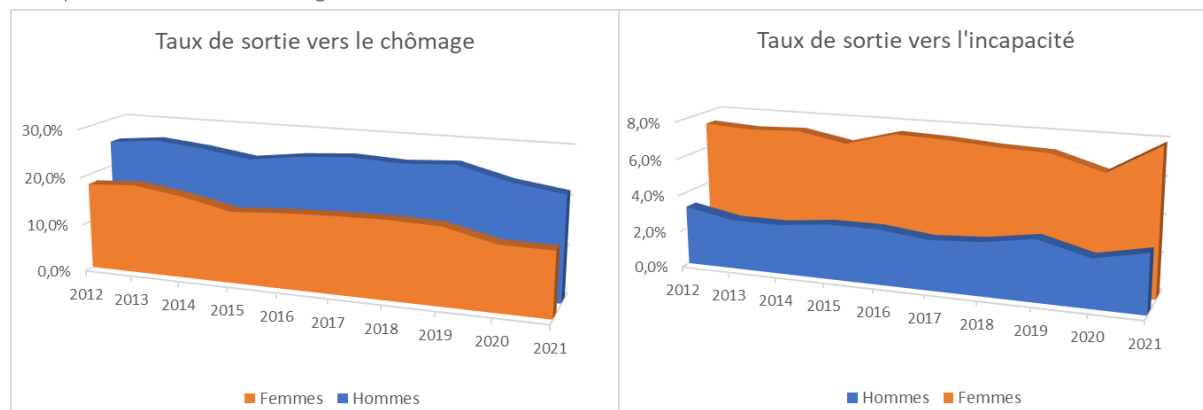 Taux de sortie vers le chômage
30,0%
20,0%
10,0%
0,0%
2012 2013 2014 2015 2016 2017 2018 2019 2020 2021
Femmes Hommes
Taux de sortie vers l'incapacité
8,0%
6,0%
4,0%
2,0%
0,0%
2012 2013 2014 2015 2016 2017 2018 2019 2020 2021
Hommes Femmes